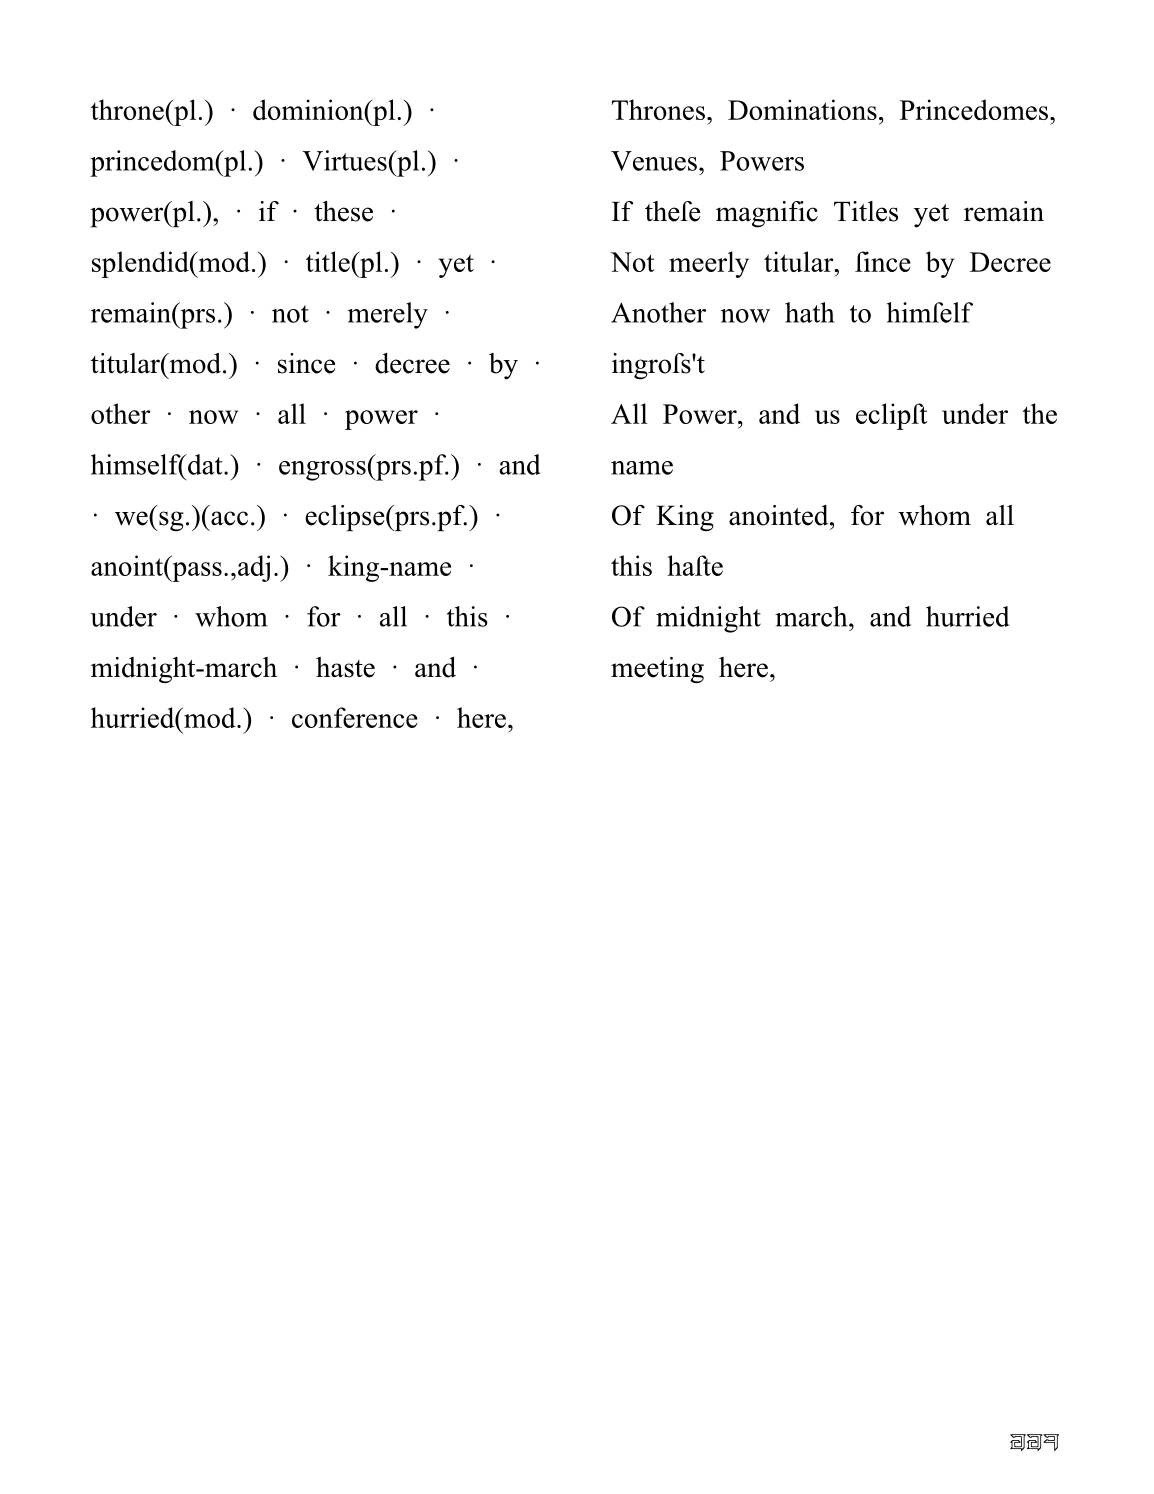 throne(pl.) · dominion(pl.) ·
princedom(pl.) · Virtues(pl.) ·
power(pl.), · if · these ·
splendid(mod.) · title(pl.) · yet ·
remain(prs.) · not · merely ·
titular(mod.) · since · decree · by ·
other · now · all · power ·
himself(dat.) · engross(prs.pf.) · and
· we(sg.)(acc.) · eclipse(prs.pf.) ·
anoint(pass.,adj.) · king-name ·
under · whom · for · all · this ·
midnight-march · haste · and ·
hurried(mod.) · conference · here,
Thrones, Dominations, Princedomes,
Venues, Powers
If theſe magnific Titles yet remain
Not meerly titular, ſince by Decree
Another now hath to himſelf
ingroſs't
All Power, and us eclipſt under the
name
Of King anointed, for whom all
this haſte
Of midnight march, and hurried
meeting here,